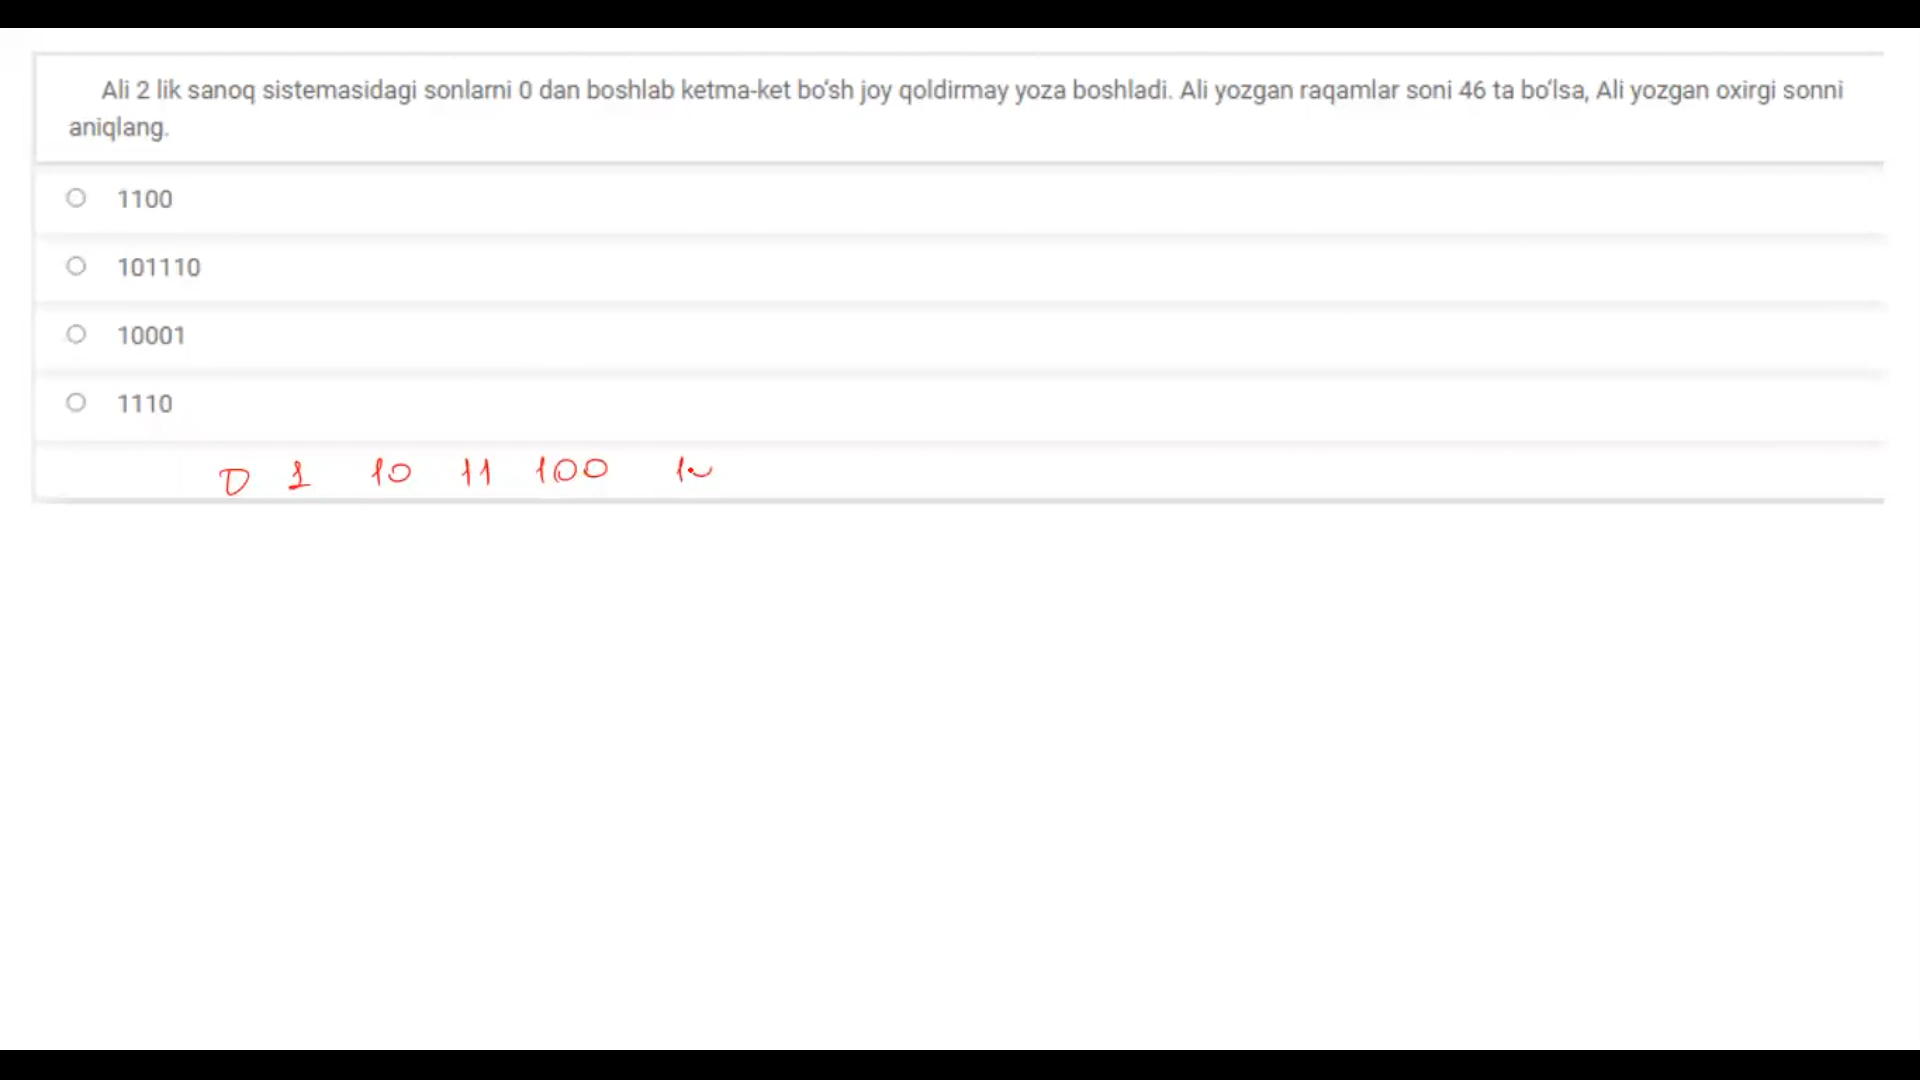 Ali 2 lik sanoq sistemasidagi sonlarni 0 dan boshlab ketma-ket bo‘sh joy qoldirmay yoza boshladi. Ali yozgan raqamlar soni 46 ta bo‘lsa, Ali yozgan oxirgi sonni
aniqlang.
1100
101110
10001
1110
0 1 10 11 100